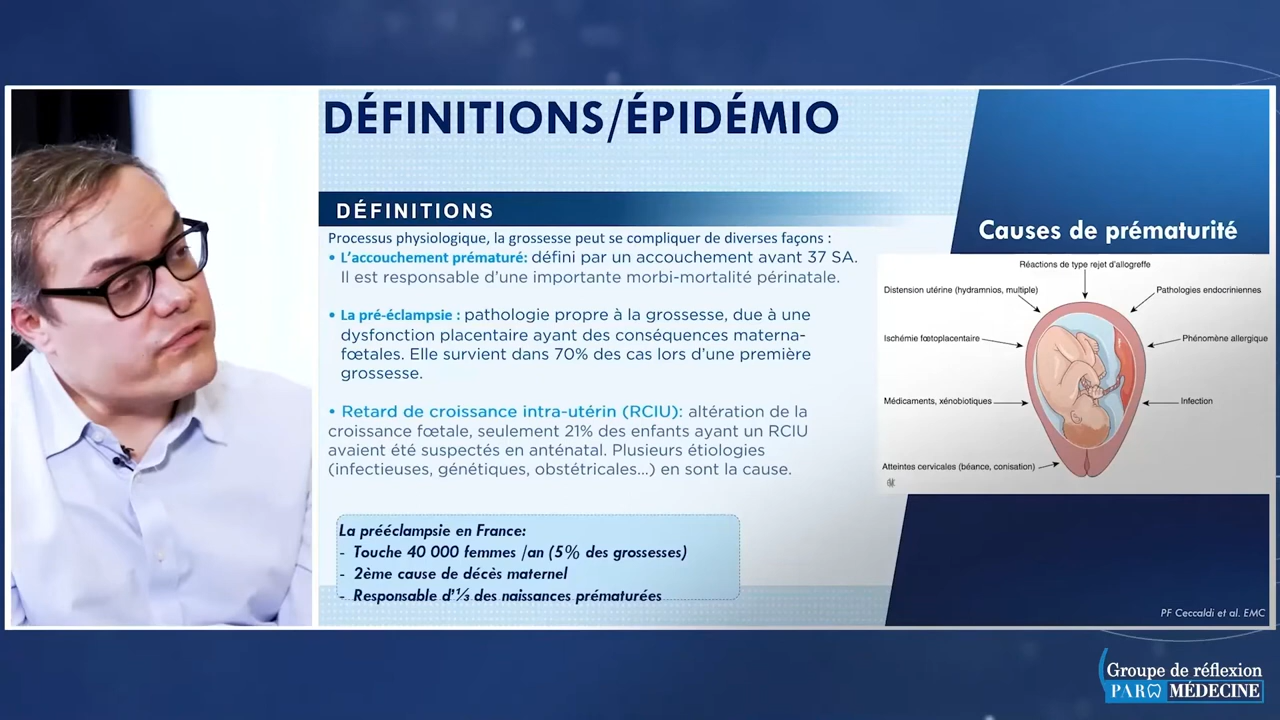 DÉFINITIONS/ÉPIDÉMIO
DÉFINITIONS
Processus physiologique, la grossesse peut se compliquer de diverses façons :
• L'accouchement prématuré: défini par un accouchement avant 37 SA.
Il est responsable d'une importante morbi-mortalité périnatale.
• La pré-éclampsie : pathologie propre à la grossesse, due à une
dysfonction placentaire ayant des conséquences materna-
fœtales. Elle survient dans 70% des cas lors d'une première
grossesse.
• Retard de croissance intra-utérin (RCIU): altération de la
croissance fœtale, seulement 21% des enfants ayant un RCIU
avaient été suspectés en anténatal. Plusieurs étiologies
(infectieuses, génétiques, obstétricales...) en sont la cause.
La prééclampsie en France:
- Touche 40 000 femmes /an (5% des grossesses)
- 2ème cause de décès maternel
- Responsable d'⅓ des naissances prématurées
Causes de prématurité
Réactions de type rejet d'allogreffe
Distension utérine (hydramnios, multiple)
Pathologies endocriniennes
Ischémie fœtoplacentaire
Phénomène allergique
Médicaments, xénobiotiques
Infection
Atteintes cervicales (béance, conisation)
PF Ceccaldi et al. EMC
Groupe de réflexion
PARO MÉDECINE